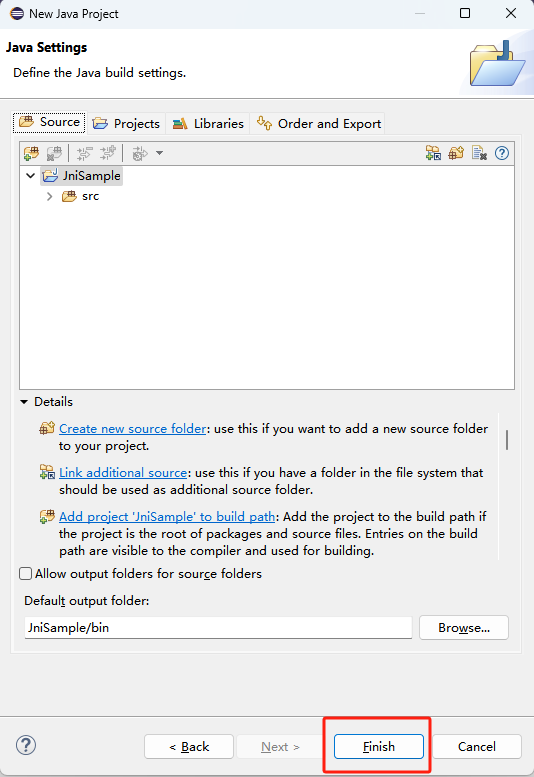 New Java Project
Java Settings
Define the Java build settings.
Source Projects Libraries Order and Export
JniSample
src
Details
Create new source folder: use this if you want to add a new source folder
to your project.
Link additional source: use this if you have a folder in the file system that
should be used as additional source folder.
Add project 'JniSample' to build path: Add the project to the build path if
the project is the root of packages and source files. Entries on the build
path are visible to the compiler and used for building.
Allow output folders for source folders
Default output folder:
JniSample/bin
Browse...
< Back Next > Finish Cancel